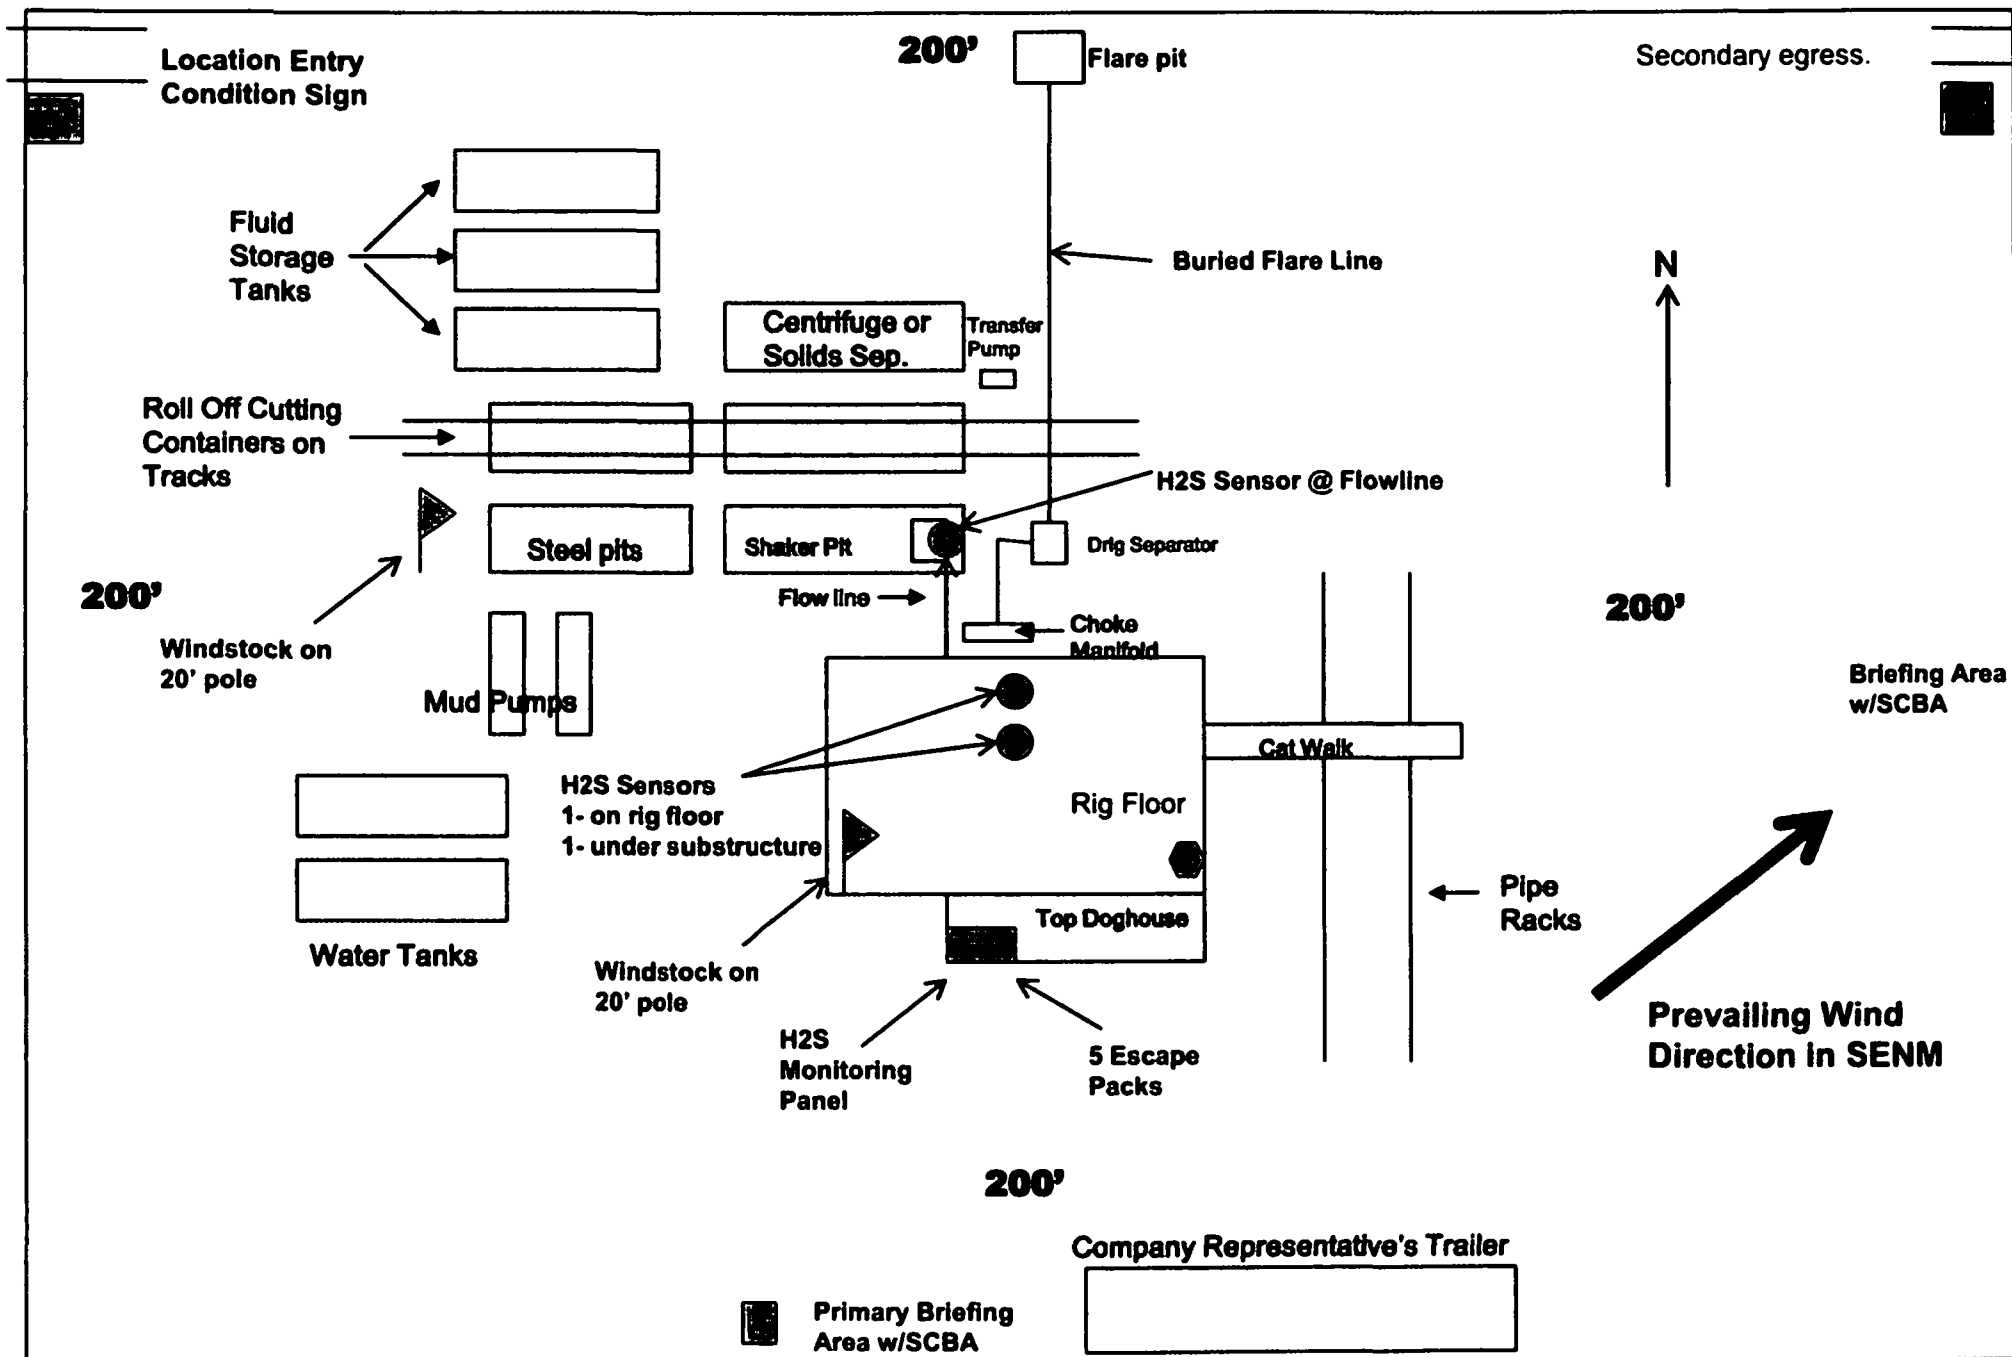 200'
Flare pit
Location Entry
Condition Sign
Secondary egress.
Fluid
Storage
Tanks
Buried Flare Line
N
Centrifuge or
Solids Sep.
Transfer
Pump
Roll Off Cutting
Containers on
Tracks
H2S Sensor @ Flowline
Steel pits
Shaker Pit
Drlg Separator
200'
Flow line
200'
Windstock on
20' pole
Choke
Manifold
Briefing Area
w/SCBA
Mud Pumps
Cat Walk
H2S Sensors
1- on rig floor
1- under substructure
Rig Floor
Pipe
Racks
Top Doghouse
Water Tanks
Windstock on
20' pole
H2S
Monitoring
Panel
5 Escape
Packs
Prevailing Wind
Direction in SENM
200'
Company Representative's Trailer
Primary Briefing
Area w/SCBA